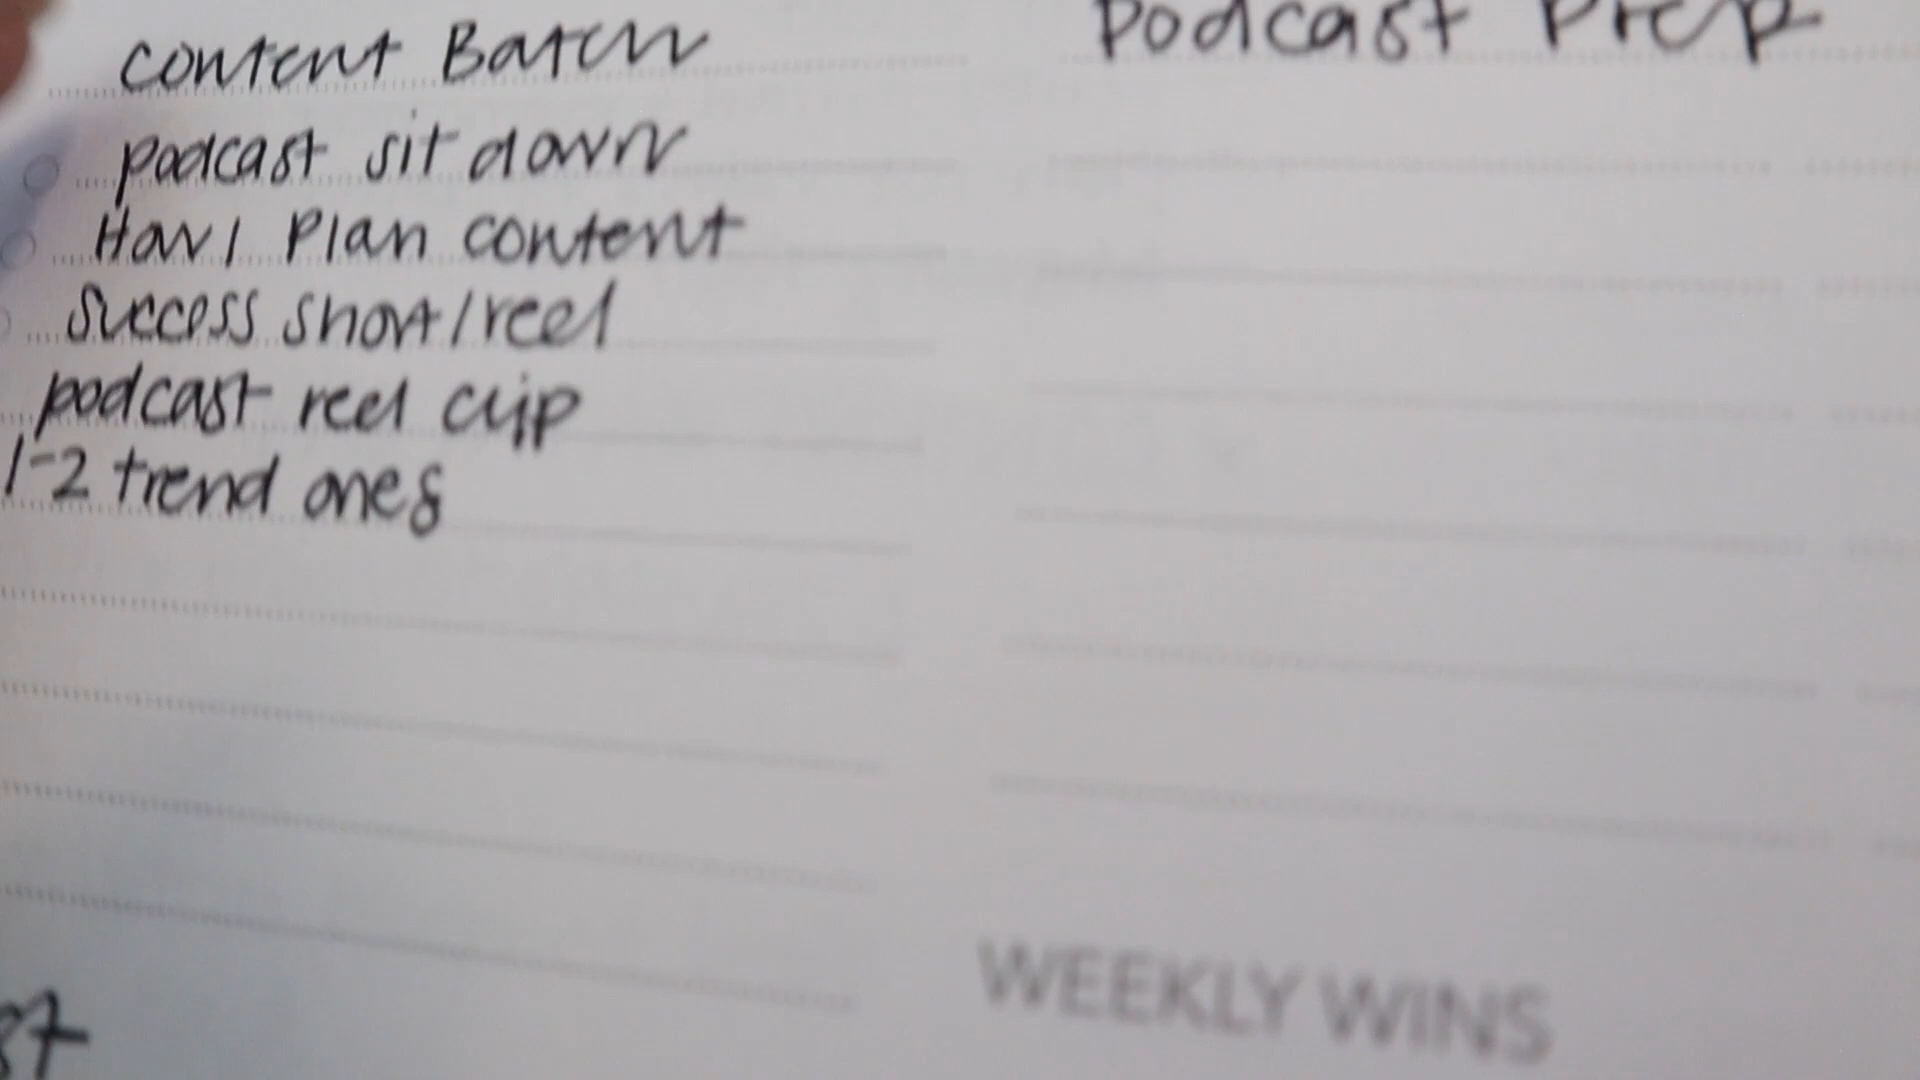 content Batch
podcast sit down
How I Plan content
Success short/reel
podcast reel clip
1-2 trend ones
Podcast Prep
WEEKLY WINS